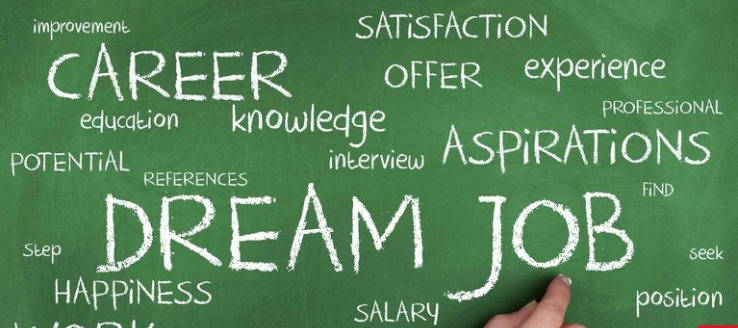 improvement
SATiSFACTiON
CAREER
OFFER
experience
PROFESSiONAL
education
knowledge
ASPiRATiONS
POTENTiAL
interview
REFERENCES
FiND
DREAM JOB
Step
seek
HAPPiNESS
position
SALARY
WORK